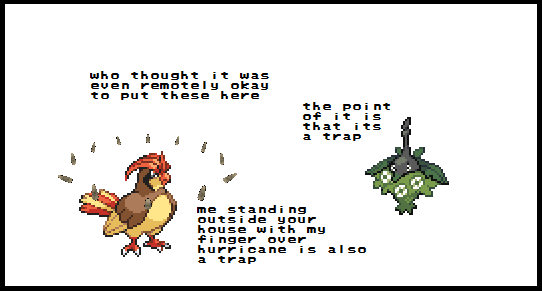 who thought it was
even remotely okay
to put these here
the point
of it is
that its
a trap
me standing
outside your
house with my
finger over
hurricane is also
a trap